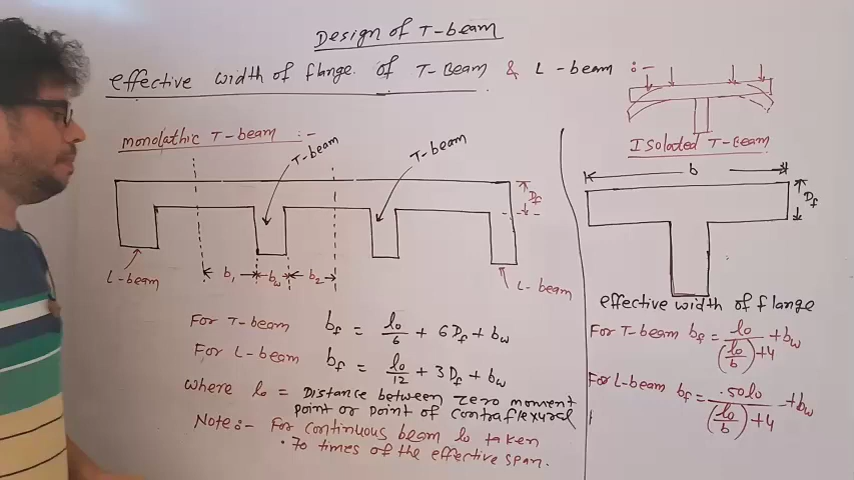 Design of T-beam
effective width of flange of T-Beam & L-beam :-
monolathic T-beam :-
T-beam
T-beam
Df
L-beam
b1
bw
b2
L-beam
For T-beam bf = l0/6 + 6Df + bw
For L-beam bf = l0/12 + 3Df + bw
where l0 = Distance between zero moment
point or point of contraflexural
Note:- For continuous beam l0 taken
.70 times of the effective span.
Isoloded T-Beam
b
Df
effective width of flange
For T-beam bf = l0/((l0/b)+4) + bw
For L-beam bf = .50l0/((l0/b)+4) + bw